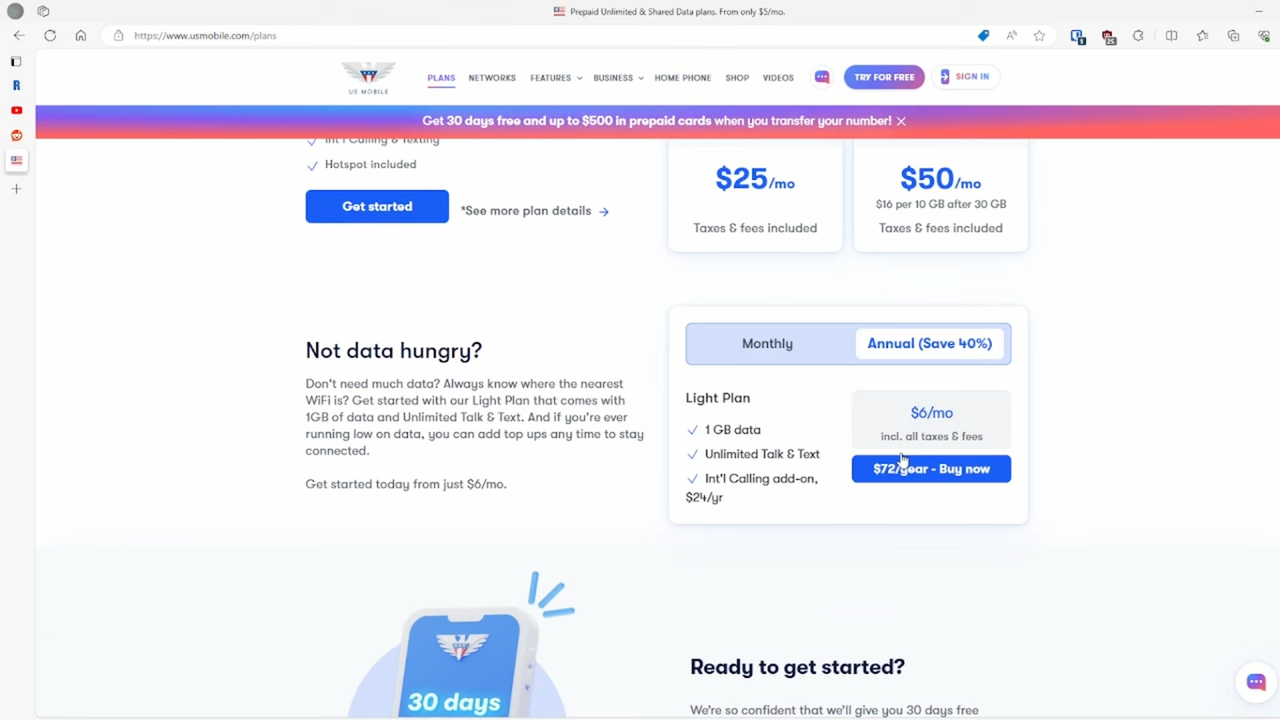 Prepaid Unlimited & Shared Data plans. From only $5/mo.
https://www.usmobile.com/plans
1
25
R
US MOBILE
PLANS
NETWORKS
FEATURES
BUSINESS
HOME PHONE
SHOP
VIDEOS
TRY FOR FREE
SIGN IN
Get 30 days free and up to $500 in prepaid cards when you transfer your number!
Int'l Calling & Texting
Hotspot included
Get started
*See more plan details
$25/mo
Taxes & fees included
$50/mo
$16 per 10 GB after 30 GB
Taxes & fees included
Not data hungry?
Don't need much data? Always know where the nearest
WiFi is? Get started with our Light Plan that comes with
1GB of data and Unlimited Talk & Text. And if you're ever
running low on data, you can add top ups any time to stay
connected.
Get started today from just $6/mo.
Monthly
Annual (Save 40%)
Light Plan
1 GB data
Unlimited Talk & Text
Int'l Calling add-on,
$24/yr
$6/mo
incl. all taxes & fees
$72/year - Buy now
30 days
Ready to get started?
We're so confident that we'll give you 30 days free